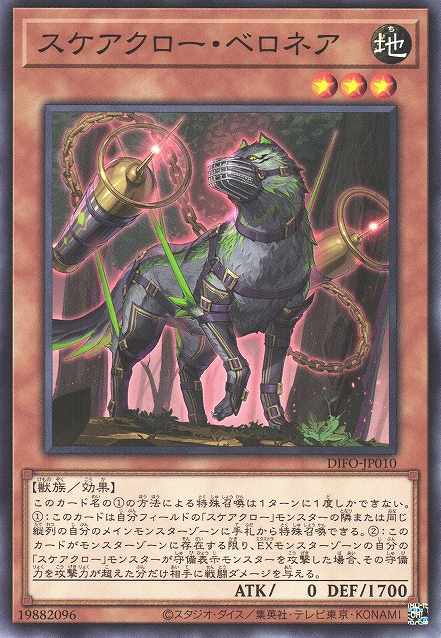 スケアクロー・ベロネア
地
DIFO-JP010
【獣族／効果】
このカード名の①の方法による特殊召喚は1ターンに1度しかできない。
①：このカードは自分フィールドの「スケアクロー」モンスターの隣または同じ
縦列の自分のメインモンスターゾーンに手札から特殊召喚できる。②：こ
のカードがモンスターゾーンに存在する限り、EXモンスターゾーンの自分の
「スケアクロー」モンスターが守備表示モンスターを攻撃した場合、その守備
力を攻撃力が超えた分だけ相手に戦闘ダメージを与える。
ATK/ 0 DEF/1700
19882096 ©スタジオ・ダイス/集英社・テレビ東京・KONAMI